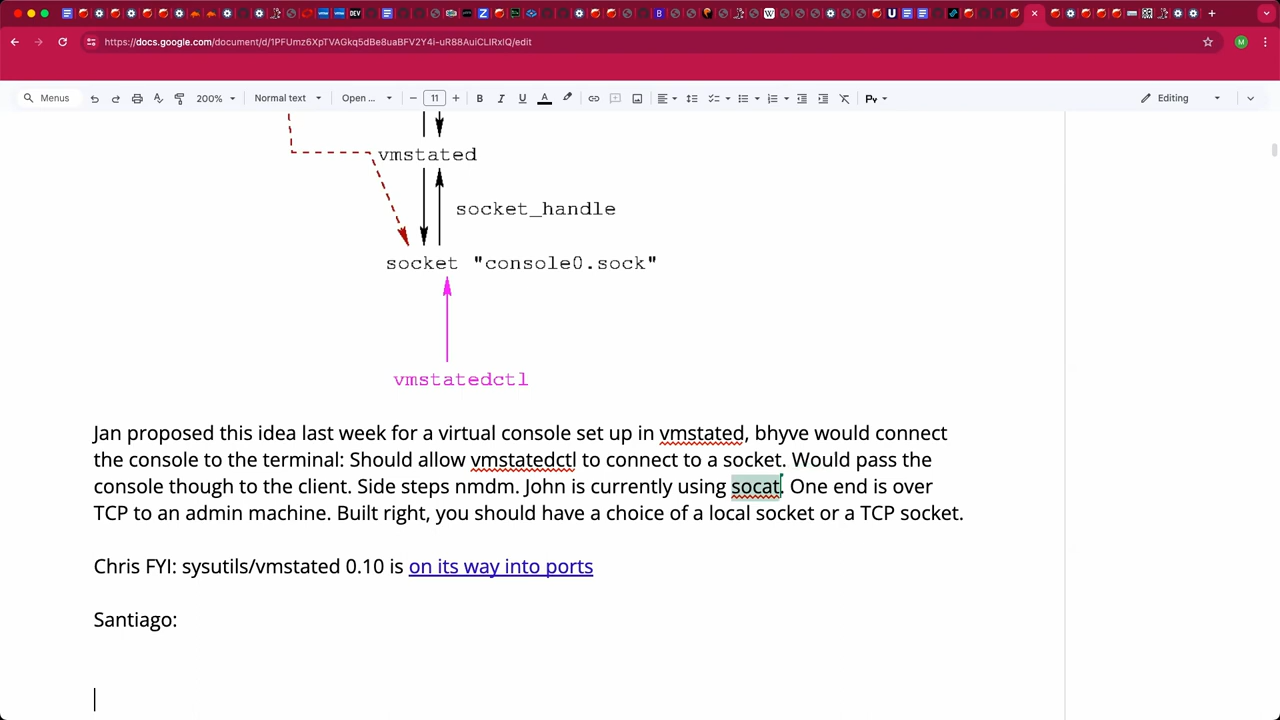 https://docs.google.com/document/d/1PFUmz6XpTVAGkq5dBe8uaBFV2Y4i-uR88AuiCLIRxIQ/edit
M
Menus
200%
Normal text
Open ...
11
Editing
vmstated
socket_handle
socket "console0.sock"
vmstatedctl
Jan proposed this idea last week for a virtual console set up in vmstated, bhyve would connect
the console to the terminal: Should allow vmstatedctl to connect to a socket. Would pass the
console though to the client. Side steps nmdm. John is currently using socat. One end is over
TCP to an admin machine. Built right, you should have a choice of a local socket or a TCP socket.
Chris FYI: sysutils/vmstated 0.10 is on its way into ports
Santiago: